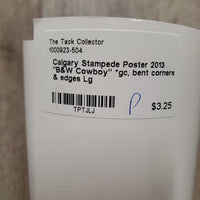 The Tack Collector
1000923-504
Calgary Stampede Poster 2013
"B&W Cowboy" *gc, bent corners
& edges Lg
TPTJLJ
P
$3.25